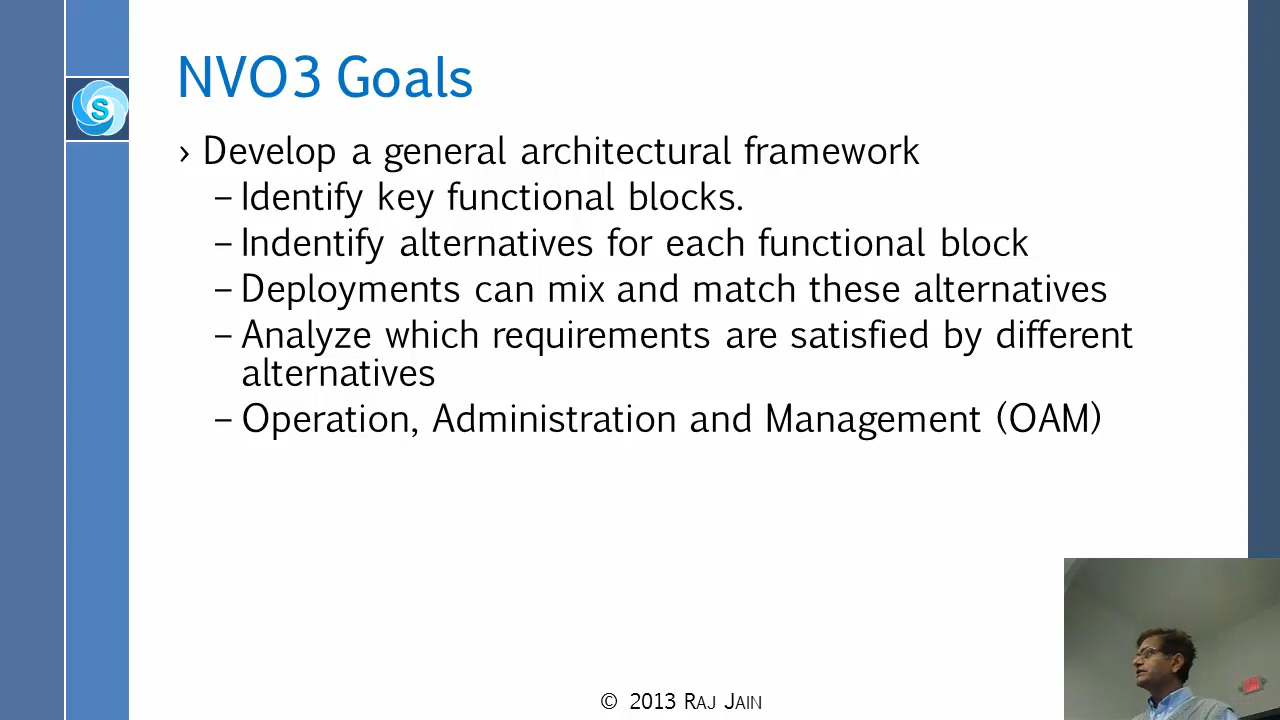 NVO3 Goals
S
› Develop a general architectural framework
– Identify key functional blocks.
– Indentify alternatives for each functional block
– Deployments can mix and match these alternatives
– Analyze which requirements are satisfied by different
alternatives
– Operation, Administration and Management (OAM)
© 2013 RAJ JAIN